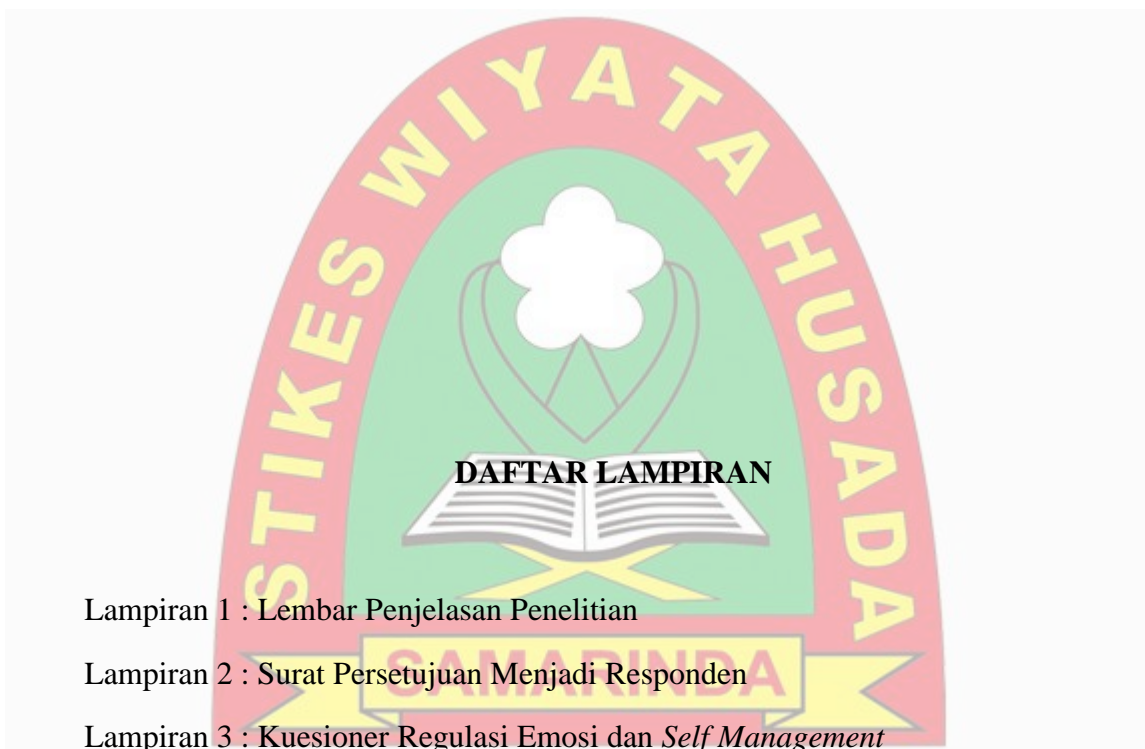 STIKES WIYATA HUSADA
DAFTAR LAMPIRAN
Lampiran 1 : Lembar Penjelasan Penelitian
SAMARINDA
Lampiran 2 : Surat Persetujuan Menjadi Responden
Lampiran 3 : Kuesioner Regulasi Emosi dan Self Management